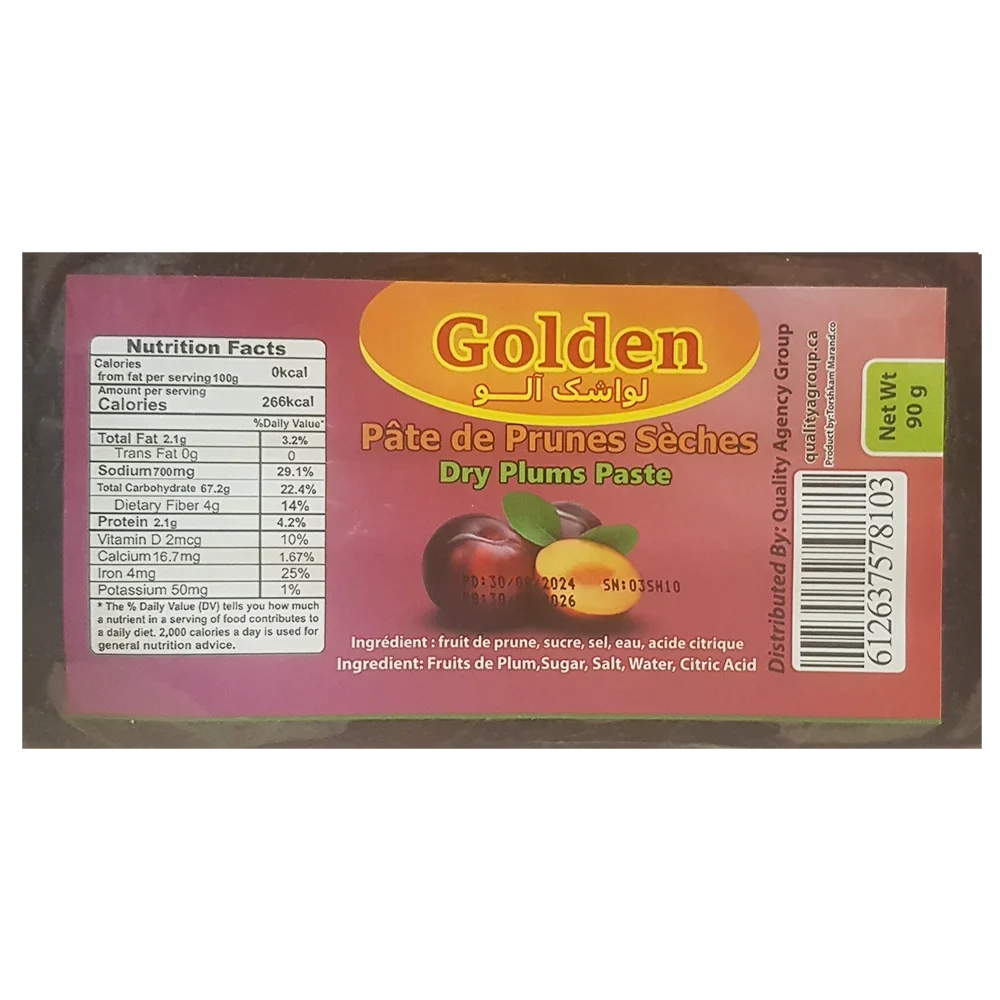 Golden
لواشک آلو
Pâte de Prunes Sèches
Dry Plums Paste
Nutrition Facts
Calories
from fat per serving 100g 0kcal
Amount per serving
Calories 266kcal
%Daily Value*
Total Fat 2.1g 3.2%
Trans Fat 0g 0
Sodium 700mg 29.1%
Total Carbohydrate 67.2g 22.4%
Dietary Fiber 4g 14%
Protein 2.1g 4.2%
Vitamin D 2mcg 10%
Calcium 16.7mg 1.67%
Iron 4mg 25%
Potassium 50mg 1%
* The % Daily Value (DV) tells you how much
a nutrient in a serving of food contributes to
a daily diet. 2,000 calories a day is used for
general nutrition advice.
2024 SN:03SH10
Ingrédient : fruit de prune, sucre, sel, eau, acide citrique
Ingredient: Fruits de Plum,Sugar, Salt, Water, Citric Acid
Distributed By: Quality Agency Group
qualityagroup.ca
Product by:Torshkam Marand.co
Net Wt
90 g
612637578103